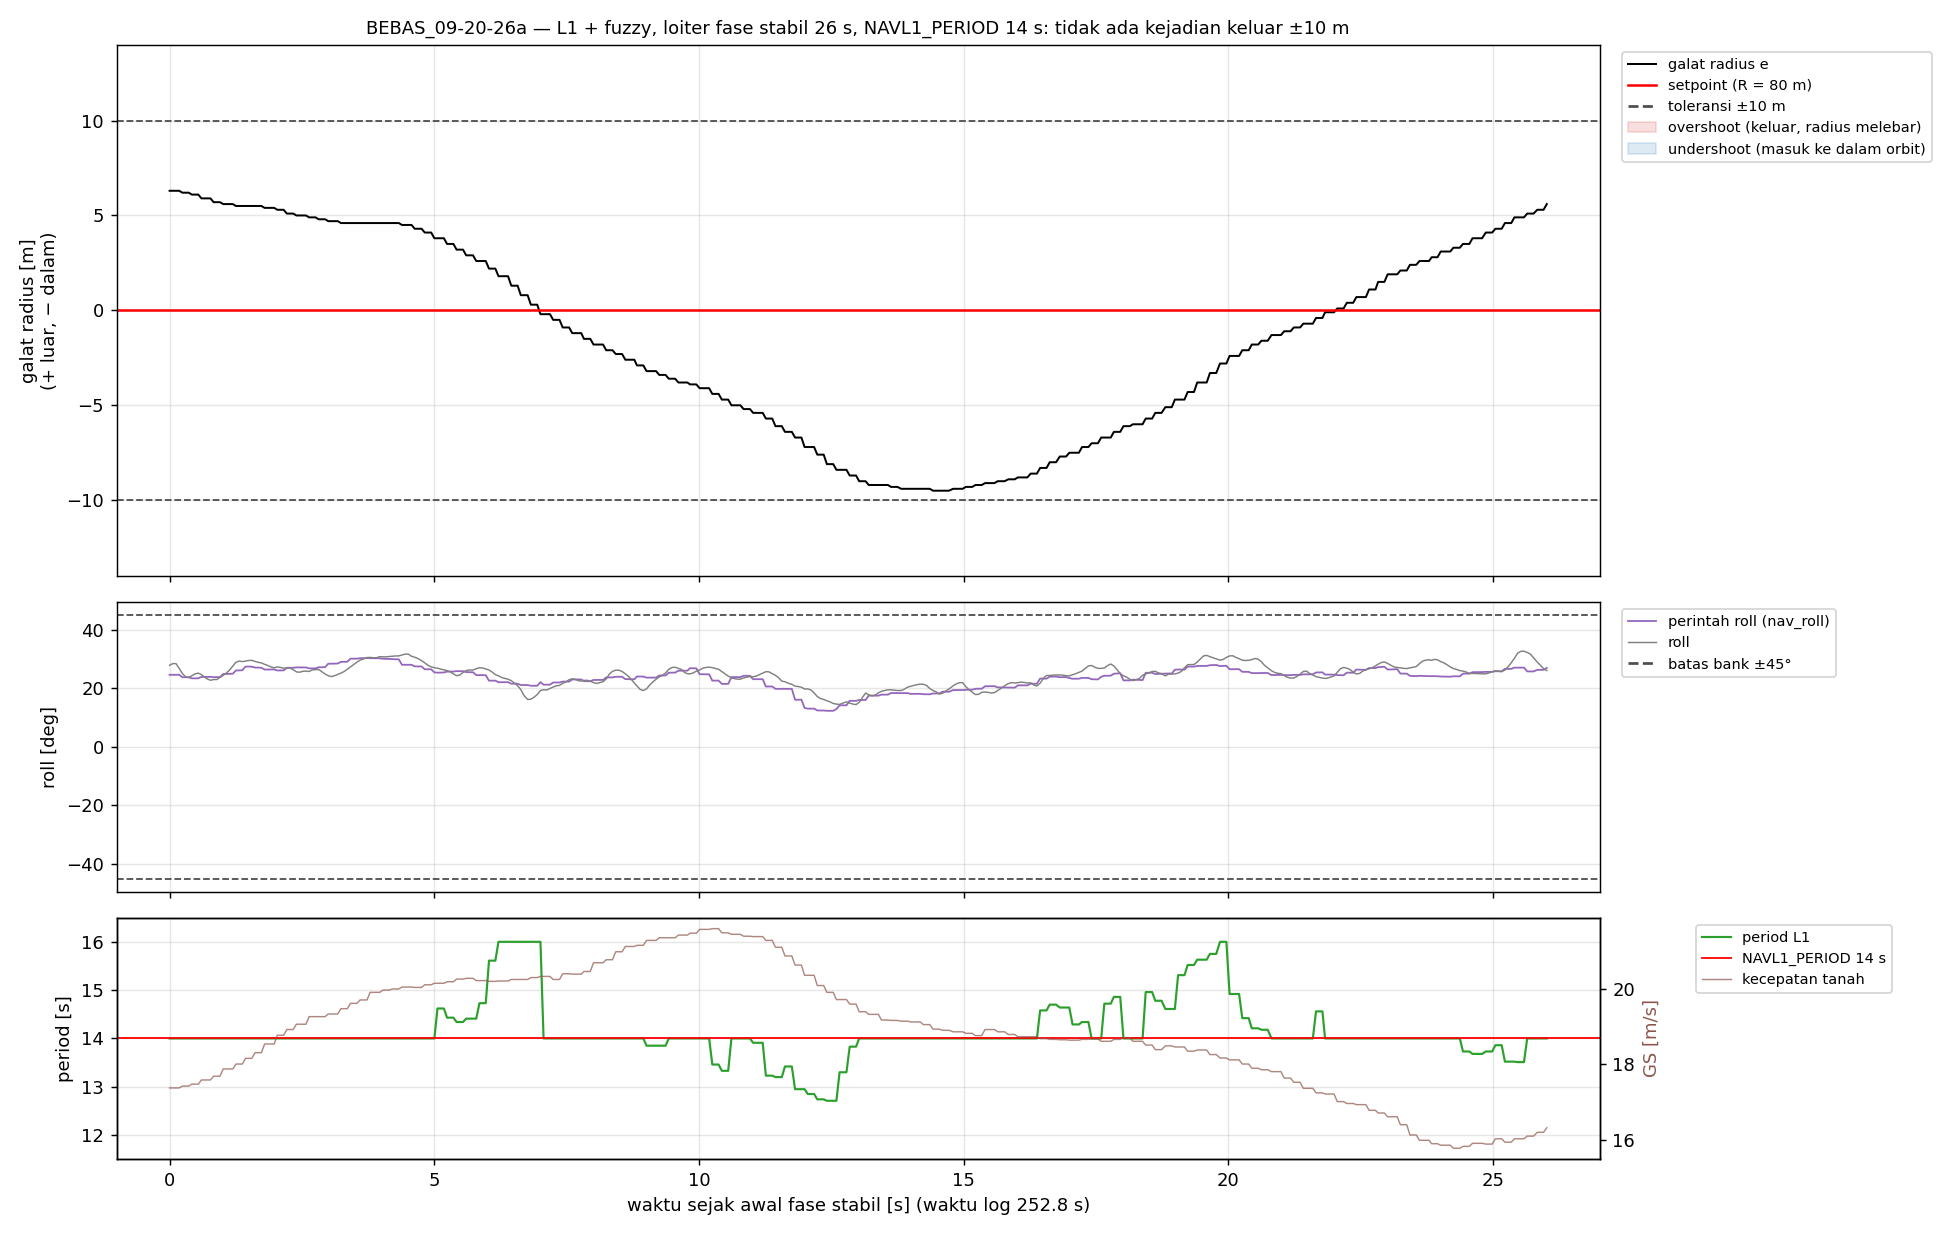 BEBAS_09-20-26a — L1 + fuzzy, loiter fase stabil 26 s, NAVL1_PERIOD 14 s: tidak ada kejadian keluar ±10 m
galat radius [m]
(+ luar, − dalam)
10
5
0
−5
−10
galat radius e
setpoint (R = 80 m)
toleransi ±10 m
overshoot (keluar, radius melebar)
undershoot (masuk ke dalam orbit)
roll [deg]
40
20
0
−20
−40
perintah roll (nav_roll)
roll
batas bank ±45°
period [s]
16
15
14
13
12
20
18
16
GS [m/s]
period L1
NAVL1_PERIOD 14 s
kecepatan tanah
0 5 10 15 20 25
waktu sejak awal fase stabil [s] (waktu log 252.8 s)